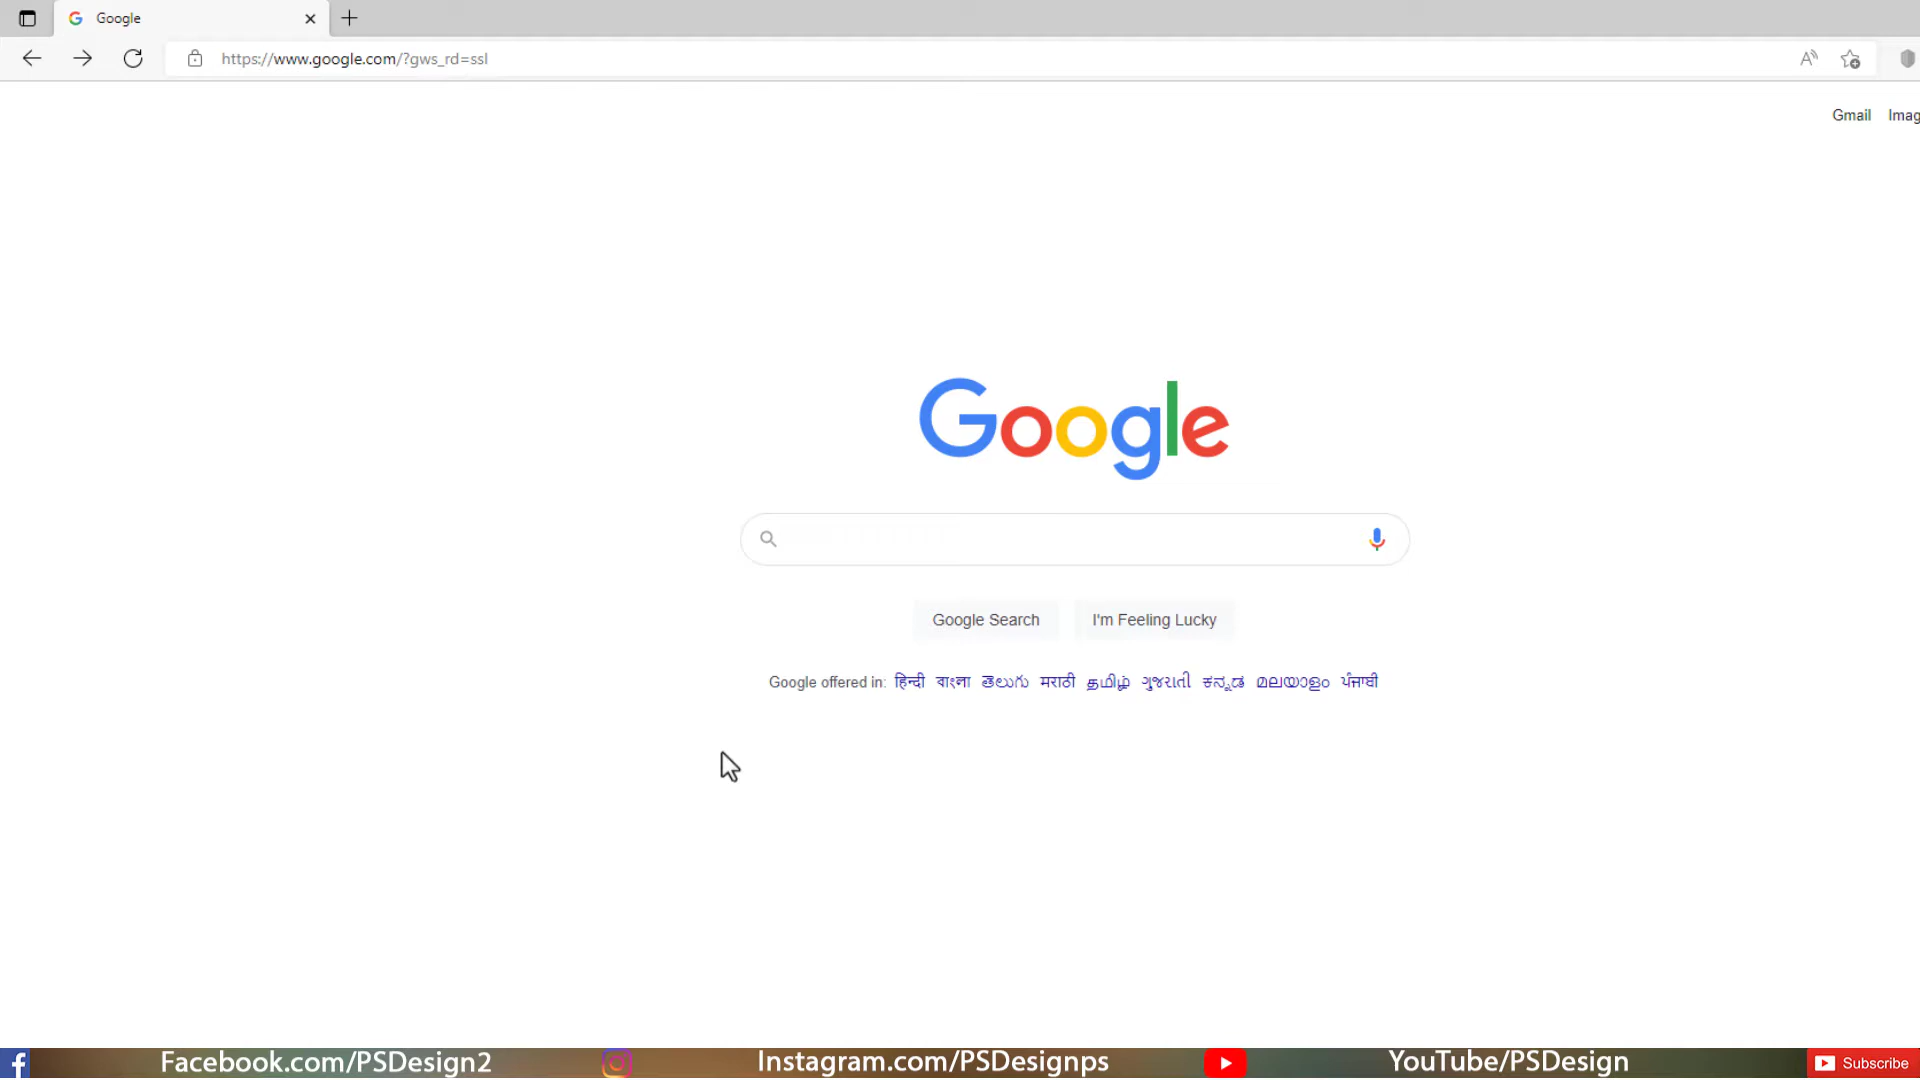 Google
https://www.google.com/?gws_rd=ssl
Gmail Imag
Google
Google Search I'm Feeling Lucky
Google offered in: हिन्दी বাংলা తెలుగు मराठी தமிழ் ગુજરાતી ಕನ್ನಡ മലയാളം ਪੰਜਾਬੀ
Facebook.com/PSDesign2 Instagram.com/PSDesignps YouTube/PSDesign Subscribe